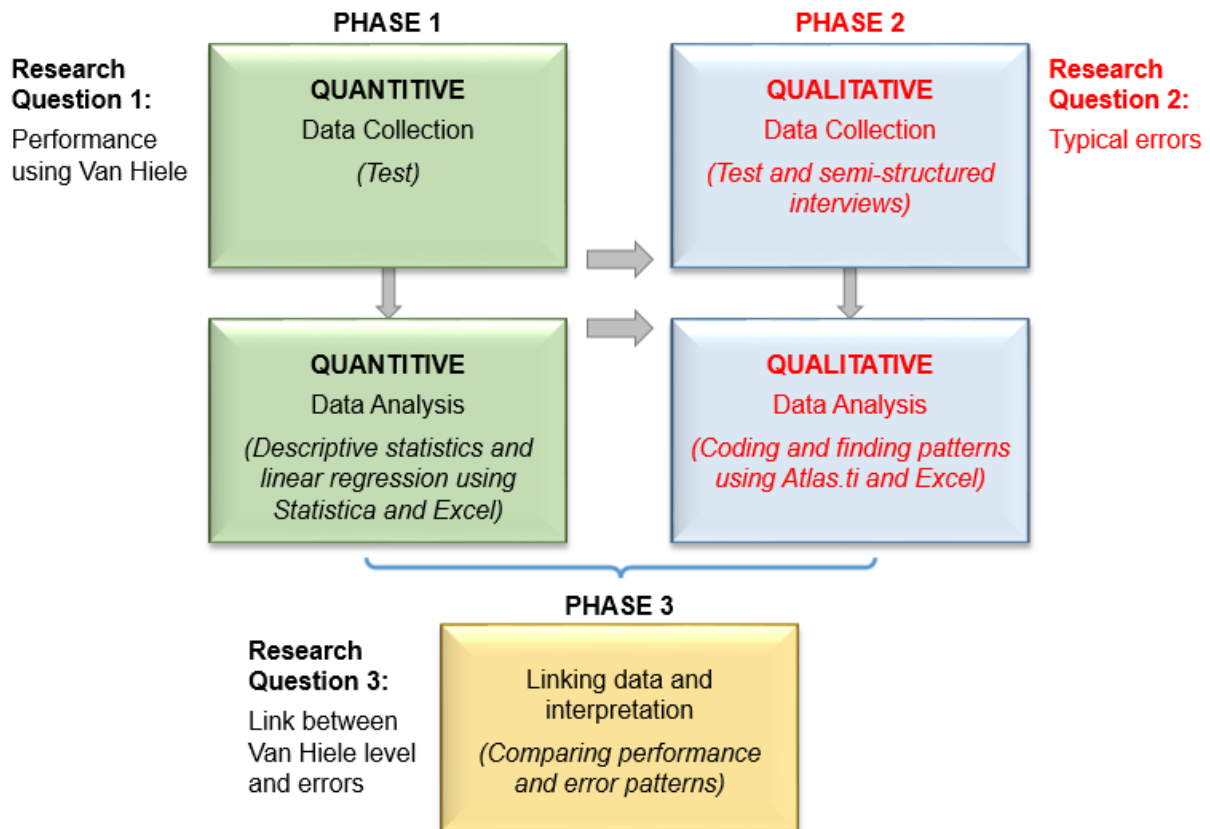 PHASE 1
Research
Question 1:
Performance
using Van Hiele
QUANTITIVE
Data Collection
(Test)
PHASE 2
QUALITATIVE
Data Collection
(Test and semi-structured
interviews)
Research
Question 2:
Typical errors
QUANTITIVE
Data Analysis
(Descriptive statistics and
linear regression using
Statistica and Excel)
QUALITATIVE
Data Analysis
(Coding and finding patterns
using Atlas.ti and Excel)
PHASE 3
Research
Question 3:
Link between
Van Hiele level
and errors
Linking data and
interpretation
(Comparing performance
and error patterns)